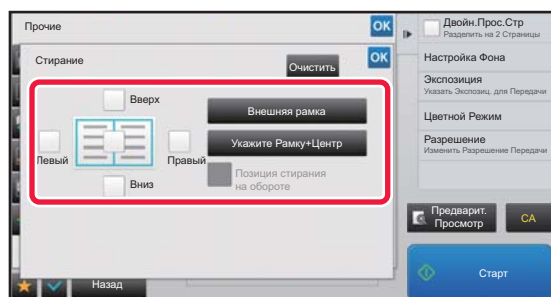 Прочие
OK
Стирание
Очистить
OK
Вверх
Левый
Правый
Вниз
Внешняя рамка
Укажите Рамку+Центр
Позиция стирания
на обороте
Назад
Двойн.Прос.Стр
Разделить на 2 Страницы
Настройка Фона
Экспозиция
Указать Экспозиц. для Передачи
Цветной Режим
Разрешение
Изменить Разрешение Передачи
Предварит.
Просмотр
CA
Старт